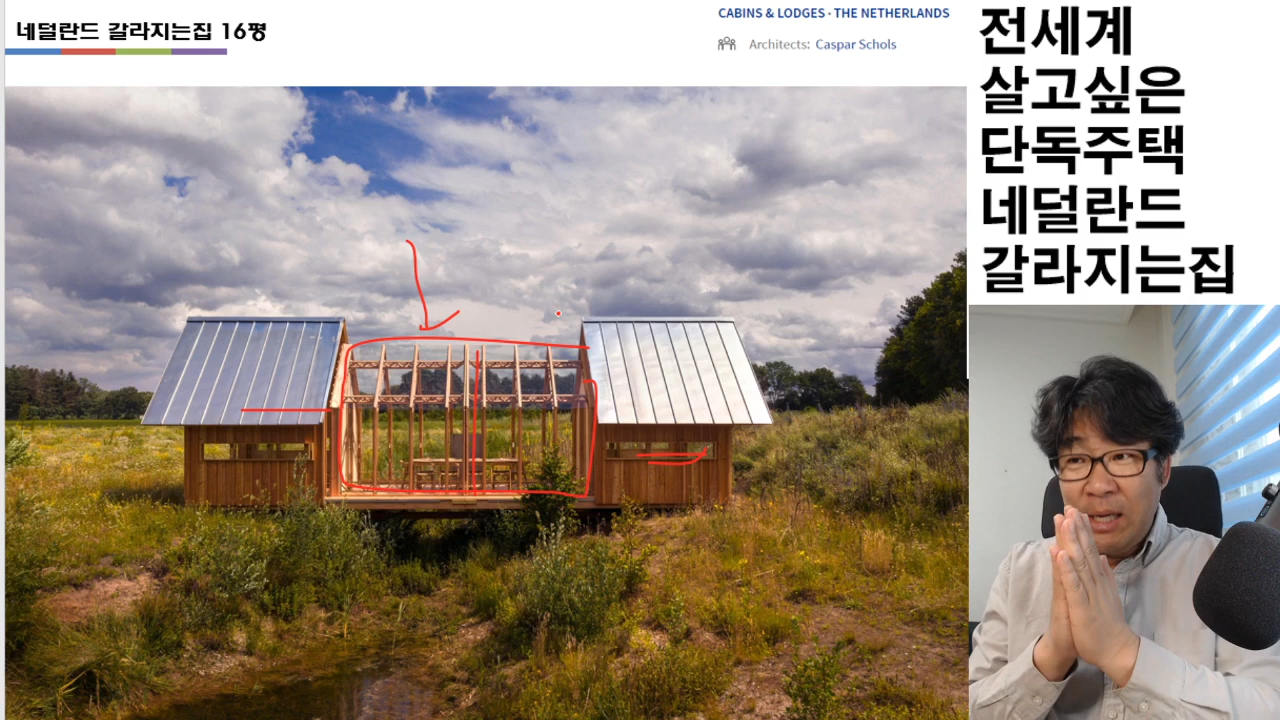 네덜란드 갈라지는집 16평
CABINS & LODGES · THE NETHERLANDS
Architects: Caspar Schols
전세계
살고싶은
단독주택
네덜란드
갈라지는집